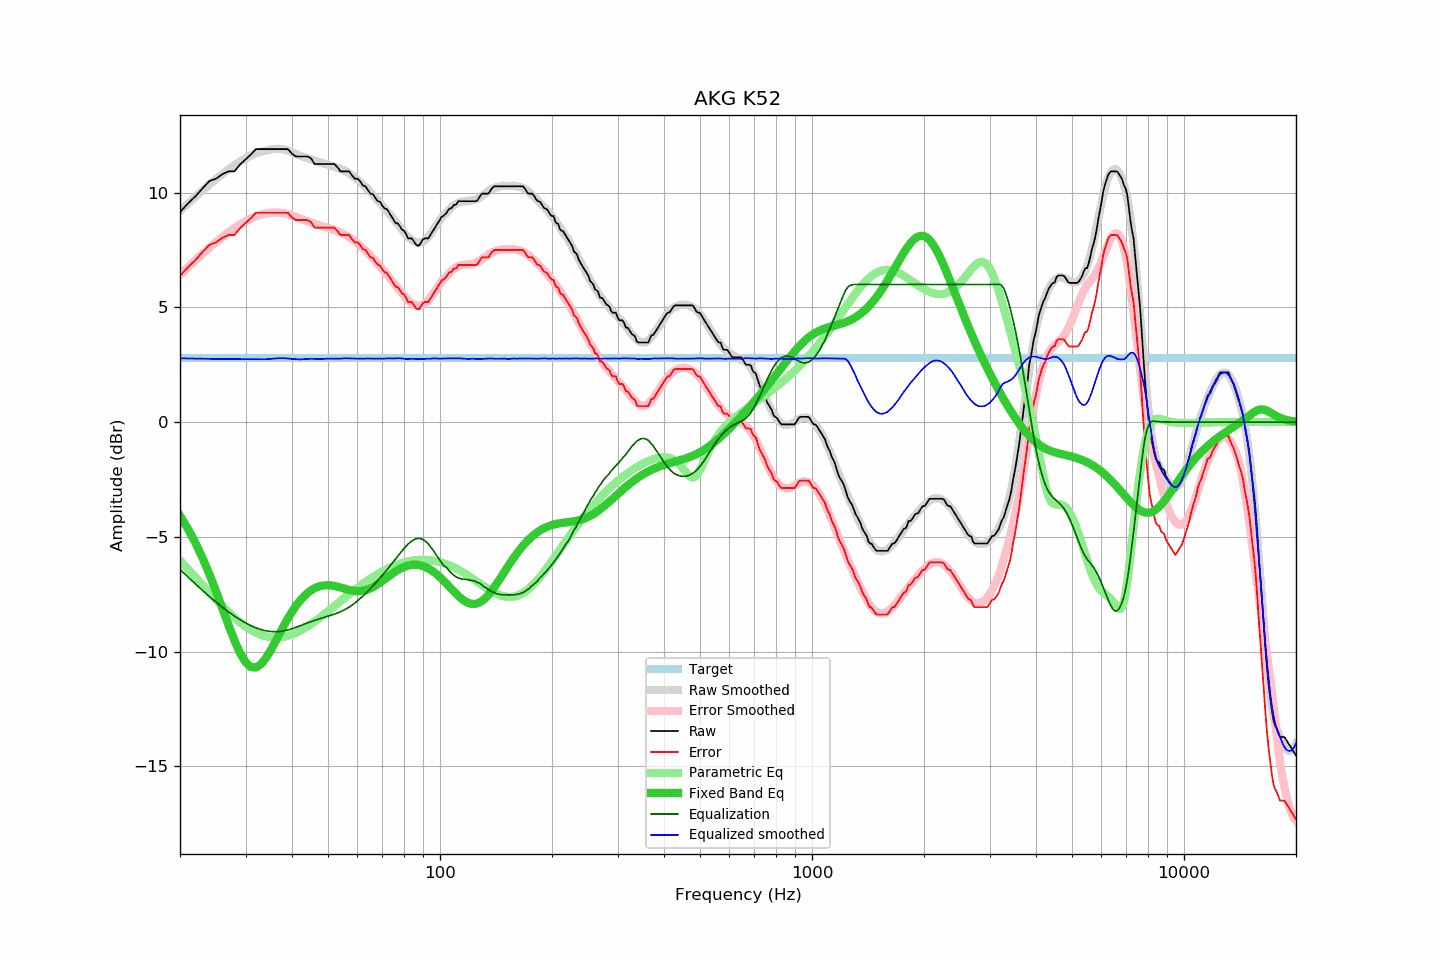 AKG K52
Amplitude (dBr)
10
5
0
−5
−10
−15
Target
Raw Smoothed
Error Smoothed
Raw
Error
Parametric Eq
Fixed Band Eq
Equalization
Equalized smoothed
100 1000 10000
Frequency (Hz)